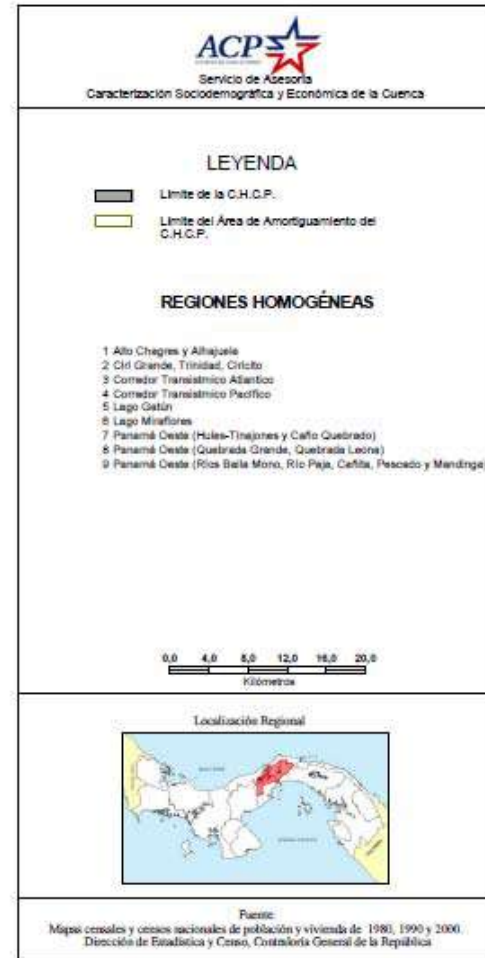 ACP
Servicio de Asesoría
Caracterización Sociodemográfica y Económica de la Cuenca
LEYENDA
Límite de la C.H.C.P.
Límite del Área de Amortiguamiento del
C.H.C.P.
REGIONES HOMOGÉNEAS
1 Alto Chagres y Alhajuela
2 Cirí Grande, Trinidad, Ciricito
3 Corredor Transístmico Atlántico
4 Corredor Transístmico Pacífico
5 Lago Gatún
6 Lago Miraflores
7 Panamá Oeste (Hules-Tinajones y Caño Quebrado)
8 Panamá Oeste (Quebrada Grande, Quebrada Leona)
9 Panamá Oeste (Ríos Baila Mono, Río Paja, Cañita, Pescado y Mandinga)
0,0 4,0 8,0 12,0 16,0 20,0
Kilómetros
Localización Regional
Fuente
Mapas censales y censos nacionales de población y vivienda de 1980, 1990 y 2000.
Dirección de Estadística y Censo, Contraloría General de la República